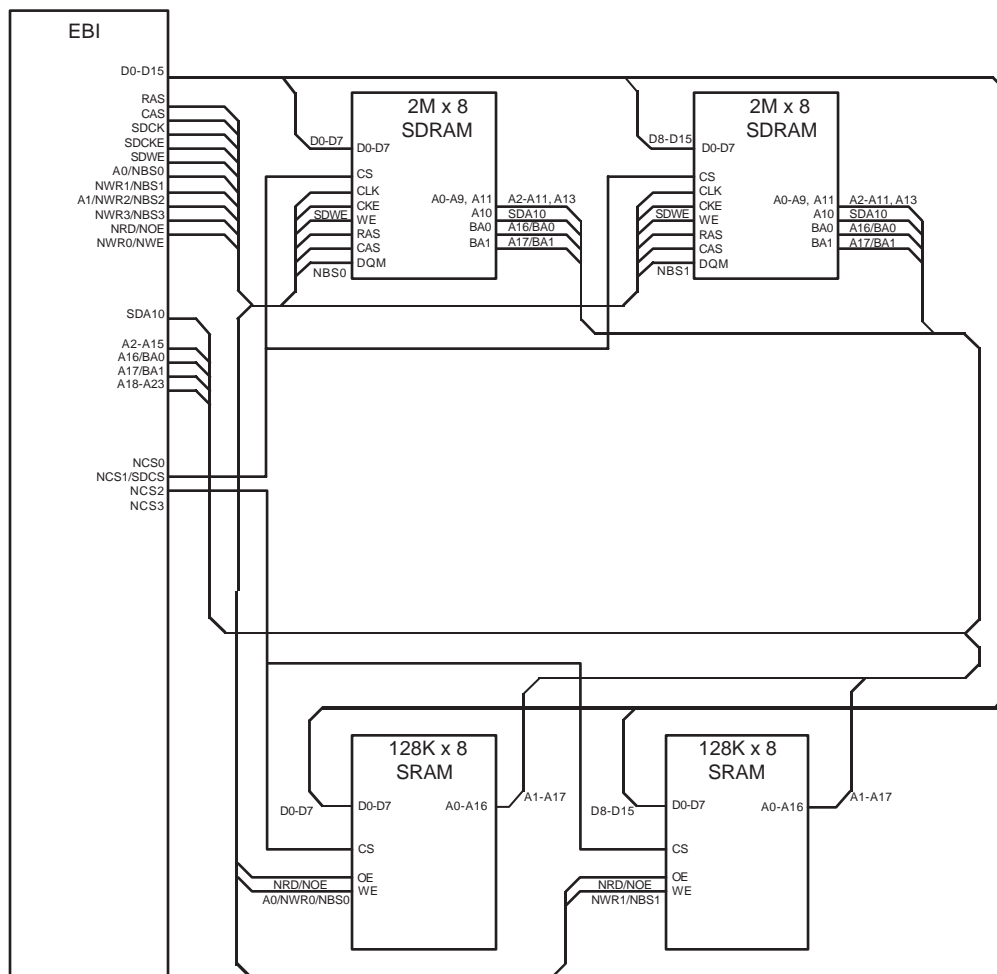 EBI
D0-D15
RAS
CAS
SDCK
SDCKE
SDWE
A0/NBS0
NWR1/NBS1
A1/NWR2/NBS2
NWR3/NBS3
NRD/NOE
NWR0/NWE
SDA10
A2-A15
A16/BA0
A17/BA1
A18-A23
NCS0
NCS1/SDCS
NCS2
NCS3
2M x 8
SDRAM
D0-D7
D0-D7
CS
CLK
CKE
SDWE
WE
RAS
CAS
DQM
NBS0
A0-A9, A11
A10
BA0
BA1
A2-A11, A13
SDA10
A16/BA0
A17/BA1
2M x 8
SDRAM
D8-D15
D0-D7
CS
CLK
CKE
SDWE
WE
RAS
CAS
DQM
NBS1
A0-A9, A11
A10
BA0
BA1
A2-A11, A13
SDA10
A16/BA0
A17/BA1
128K x 8
SRAM
D0-D7
D0-D7
A0-A16
A1-A17
CS
OE
NRD/NOE
WE
A0/NWR0/NBS0
128K x 8
SRAM
D8-D15
D0-D7
A0-A16
A1-A17
CS
OE
NRD/NOE
WE
NWR1/NBS1